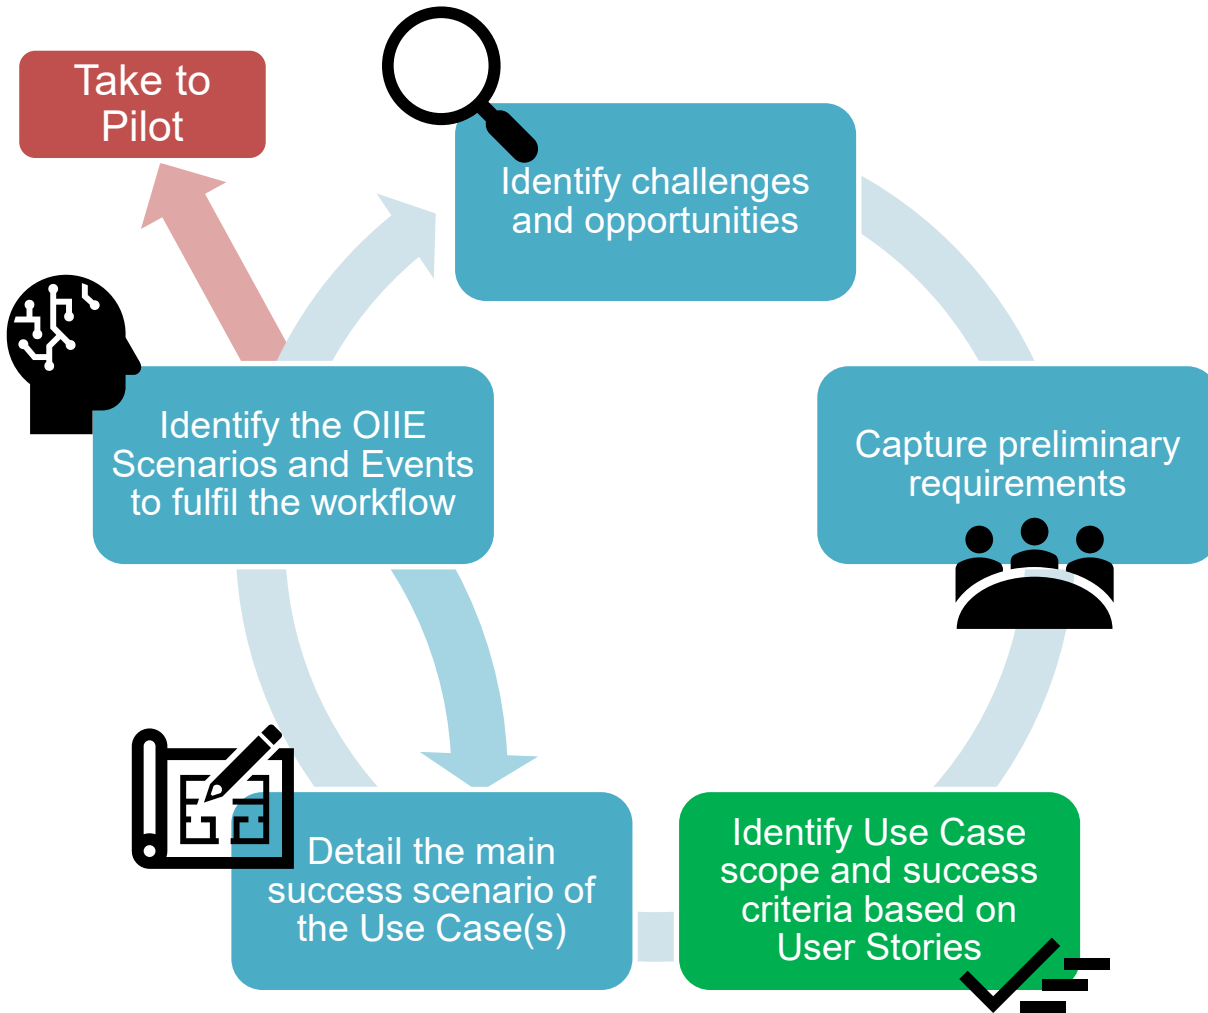 Take to
Pilot
Identify challenges
and opportunities
Capture preliminary
requirements
Identify Use Case
scope and success
criteria based on
User Stories
Detail the main
success scenario of
the Use Case(s)
Identify the OIIE
Scenarios and Events
to fulfil the workflow